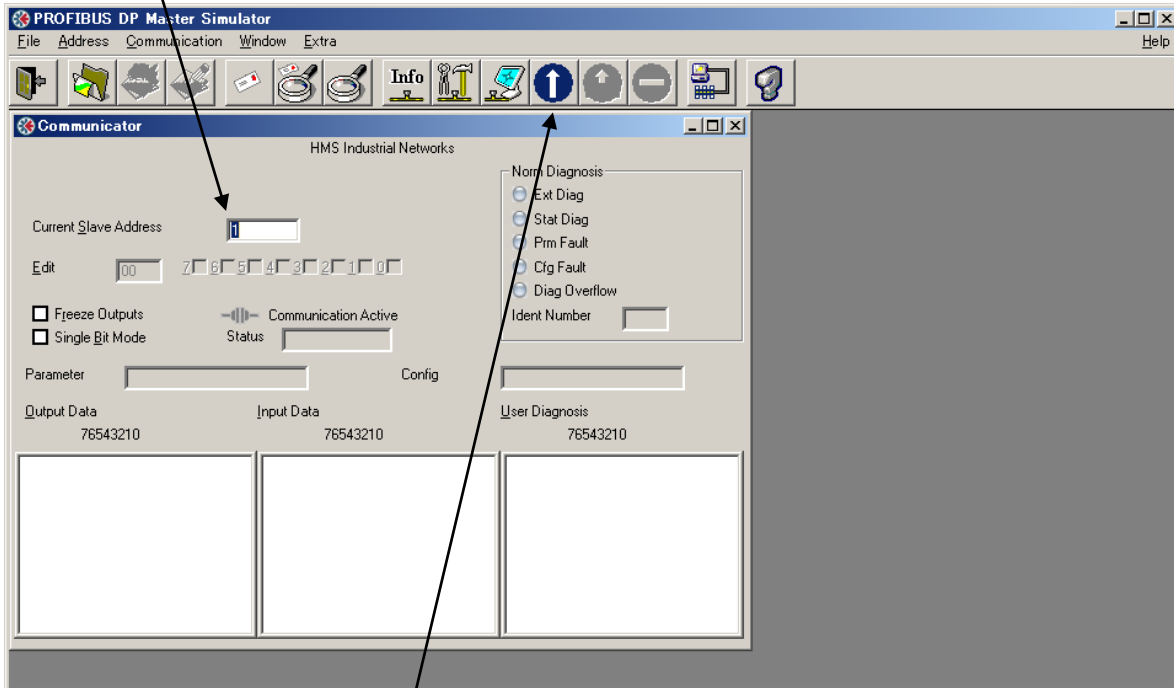 PROFIBUS DP Master Simulator
File Address Communication Window Extra Help
Info
Communicator
HMS Industrial Networks
Norm Diagnosis
Ext Diag
Stat Diag
Prm Fault
Cfg Fault
Diag Overflow
Ident Number
Current Slave Address 1
Edit 00 7 6 5 4 3 2 1 0
Freeze Outputs Communication Active
Single Bit Mode Status
Parameter Config
Output Data Input Data User Diagnosis
76543210 76543210 76543210